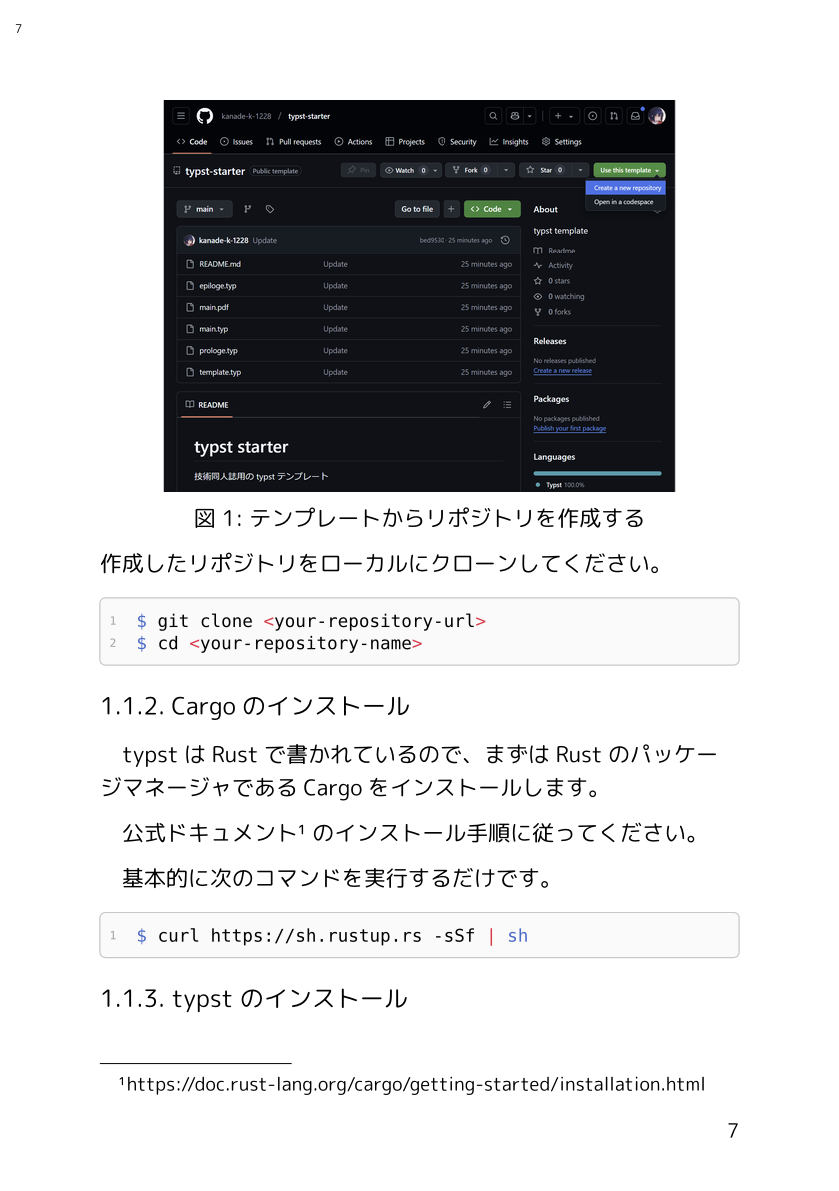 7
kanade-k-1228 / typst-starter
Code Issues Pull requests Actions Projects Security Insights Settings
typst-starter Public template Pin Watch 0 Fork 0 Star 0 Use this template
Create a new repository
Open in a codespace
main Go to file + Code
kanade-k-1228 Update bed9530 · 25 minutes ago
README.md Update 25 minutes ago
epiloge.typ Update 25 minutes ago
main.pdf Update 25 minutes ago
main.typ Update 25 minutes ago
prologe.typ Update 25 minutes ago
template.typ Update 25 minutes ago
README
typst starter
技術同人誌用の typst テンプレート
About
typst template
Readme
Activity
0 stars
0 watching
0 forks
Releases
No releases published
Create a new release
Packages
No packages published
Publish your first package
Languages
Typst 100.0%
図 1: テンプレートからリポジトリを作成する
作成したリポジトリをローカルにクローンしてください。
1 $ git clone <your-repository-url>
2 $ cd <your-repository-name>
1.1.2. Cargo のインストール
typst は Rust で書かれているので、まずは Rust のパッケー
ジマネージャである Cargo をインストールします。
公式ドキュメント¹ のインストール手順に従ってください。
基本的に次のコマンドを実行するだけです。
1 $ curl https://sh.rustup.rs -sSf | sh
1.1.3. typst のインストール
¹https://doc.rust-lang.org/cargo/getting-started/installation.html
7